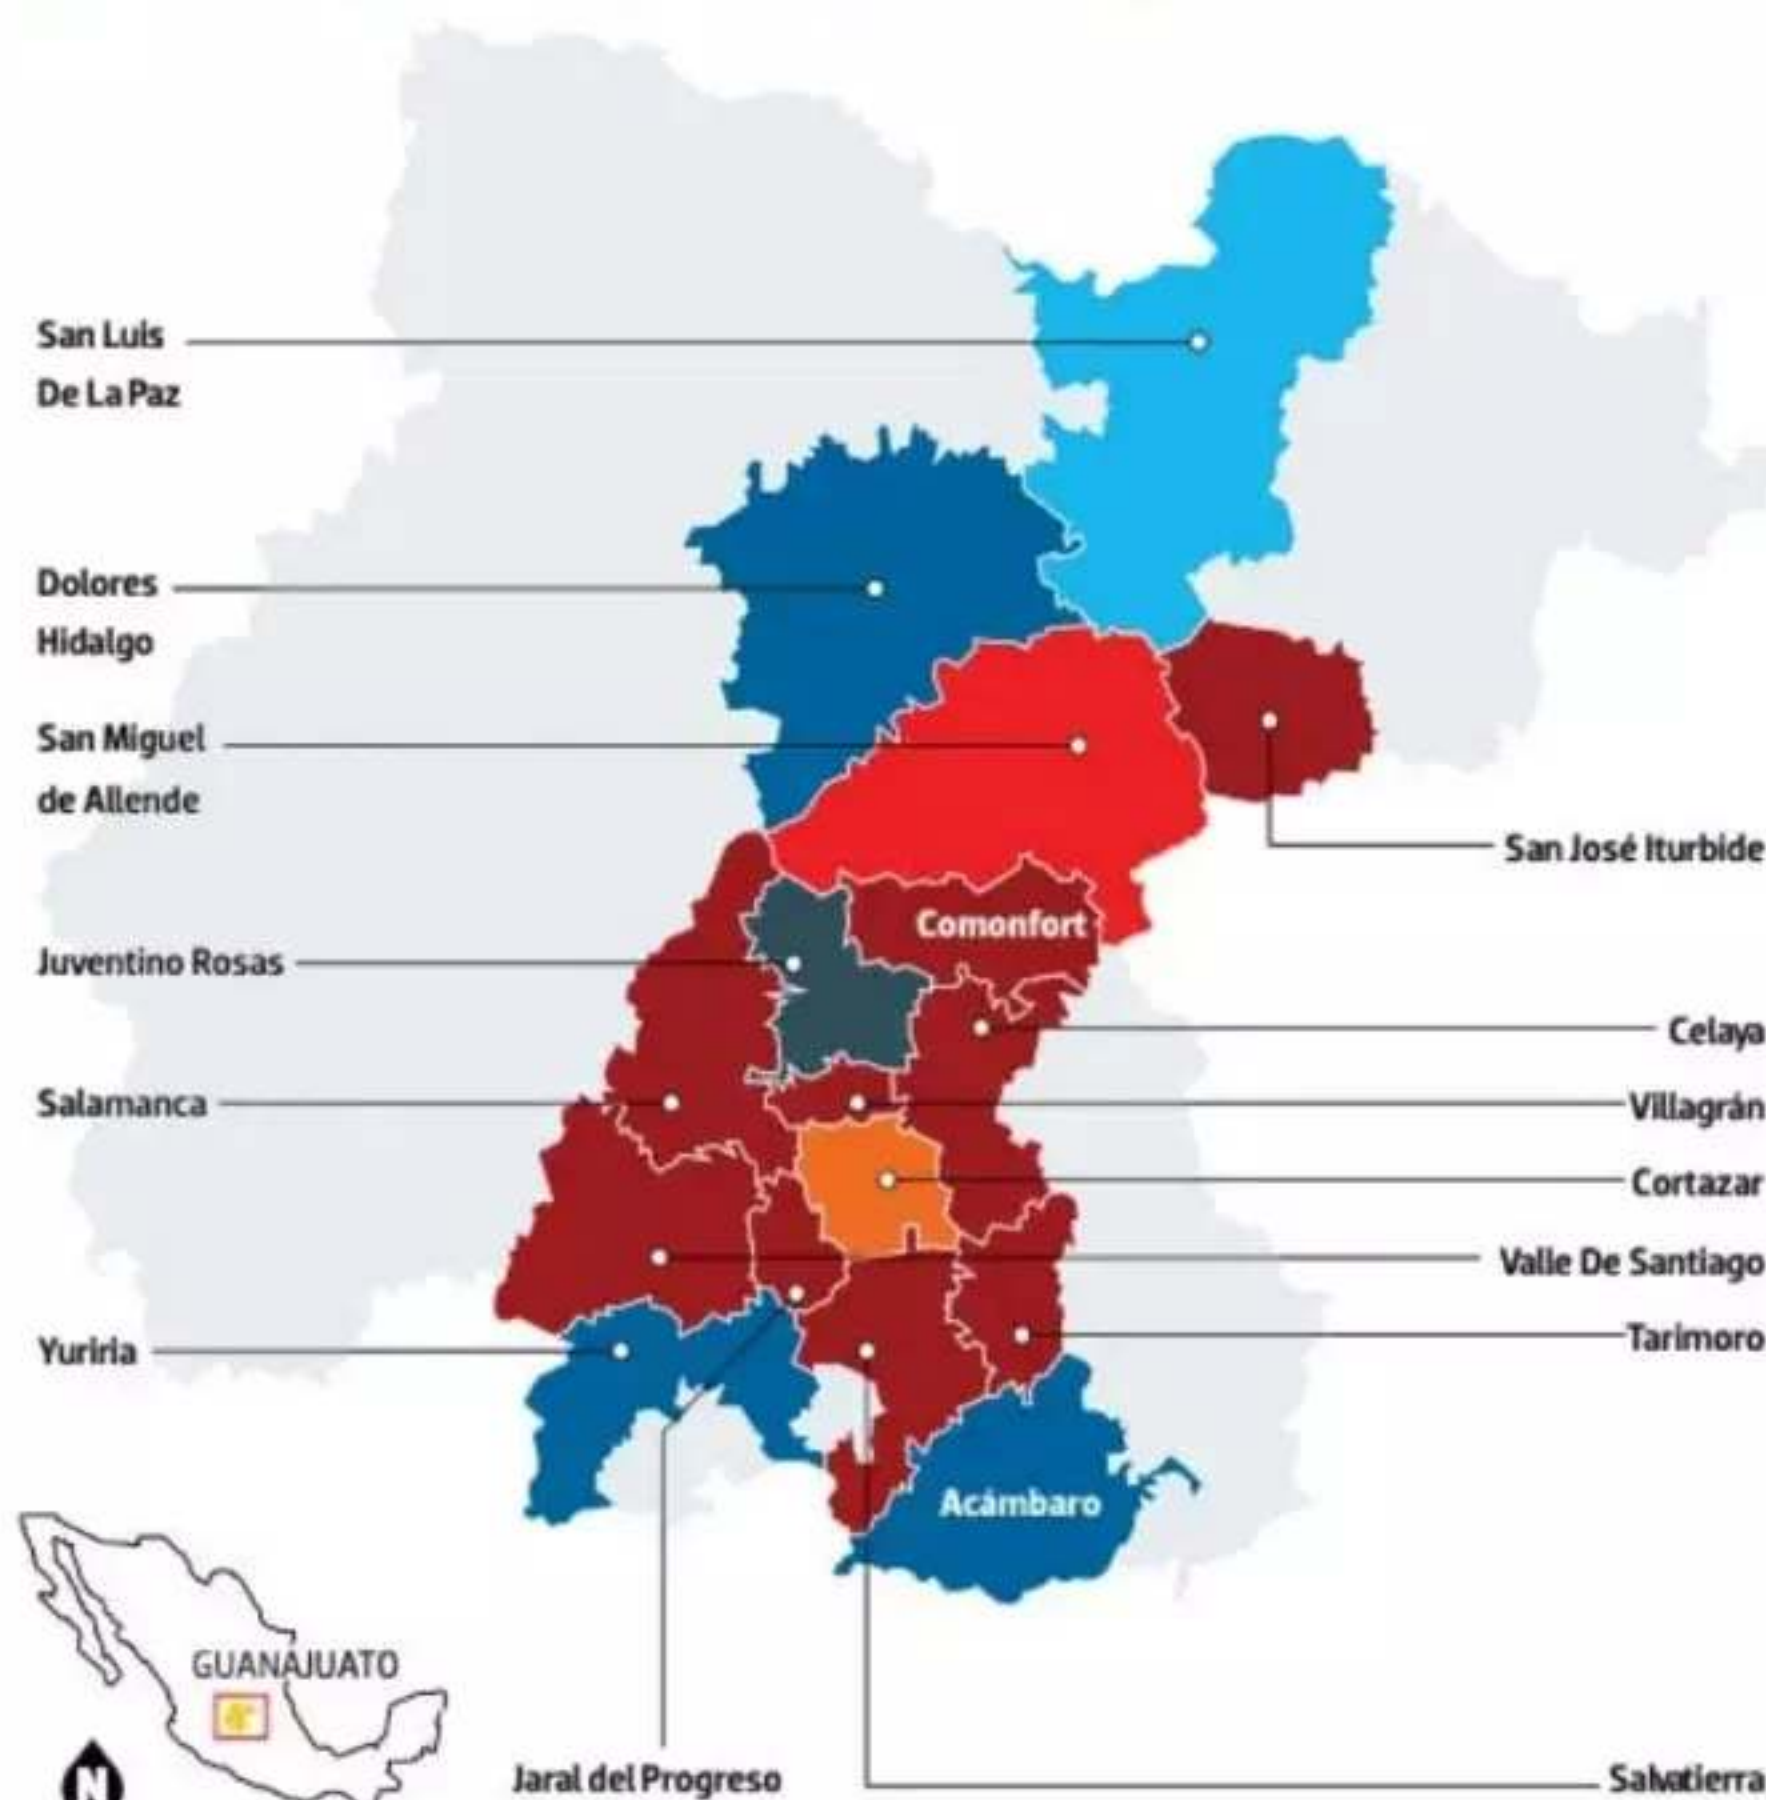 San Luis
De La Paz
Dolores
Hidalgo
San Miguel
de Allende
San José Iturbide
Comonfort
Juventino Rosas
Celaya
Salamanca
Villagrán
Cortazar
Valle De Santiago
Tarimoro
Yuriria
Acámbaro
GUANAJUATO
N
Jaral del Progreso
Salvatierra